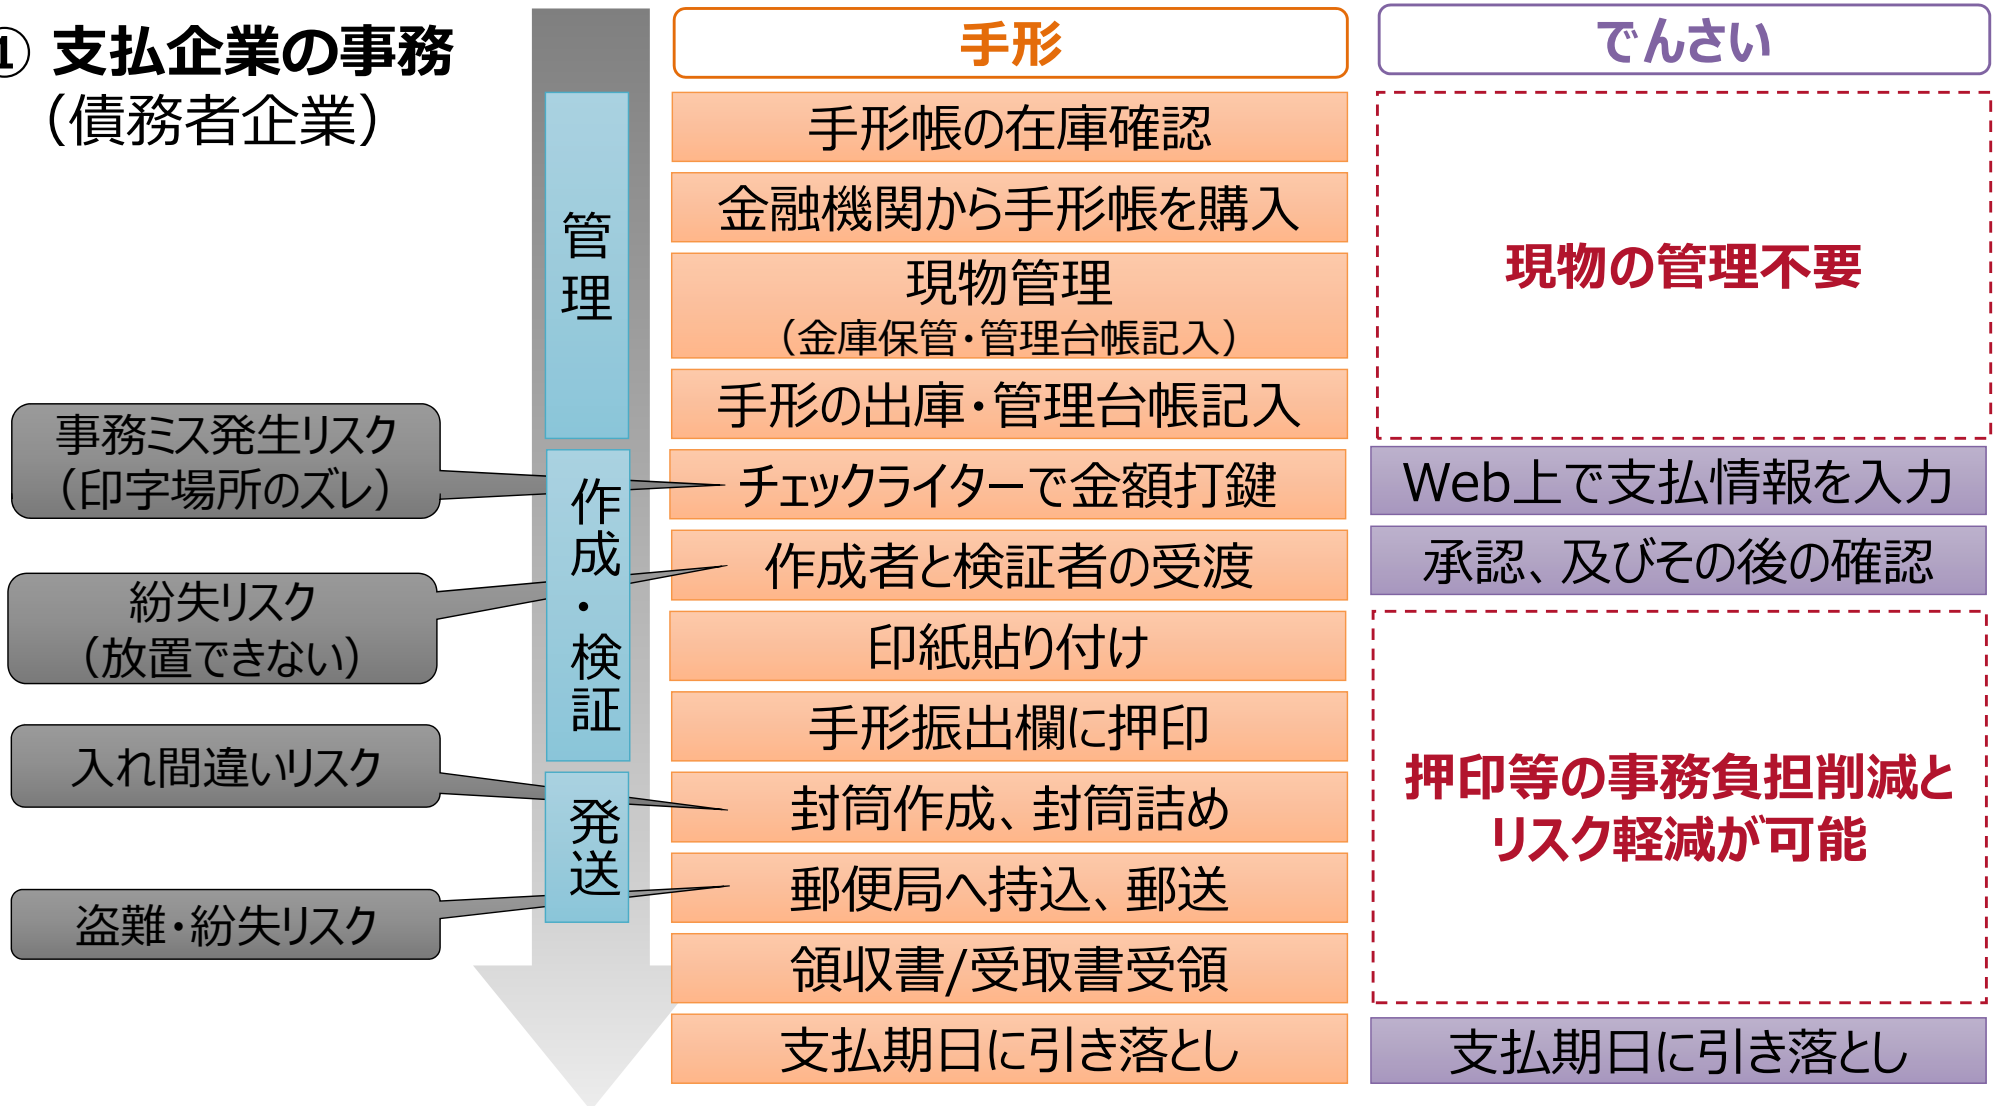 ① 支払企業の事務
（債務者企業）
手形
でんさい
管理
作成・検証
発送
手形帳の在庫確認
金融機関から手形帳を購入
現物管理
（金庫保管・管理台帳記入）
手形の出庫・管理台帳記入
チェックライターで金額打鍵
作成者と検証者の受渡
印紙貼り付け
手形振出欄に押印
封筒作成、封筒詰め
郵便局へ持込、郵送
領収書/受取書受領
支払期日に引き落とし
現物の管理不要
Web上で支払情報を入力
承認、及びその後の確認
押印等の事務負担削減と
リスク軽減が可能
支払期日に引き落とし
事務ミス発生リスク
（印字場所のズレ）
紛失リスク
（放置できない）
入れ間違いリスク
盗難・紛失リスク